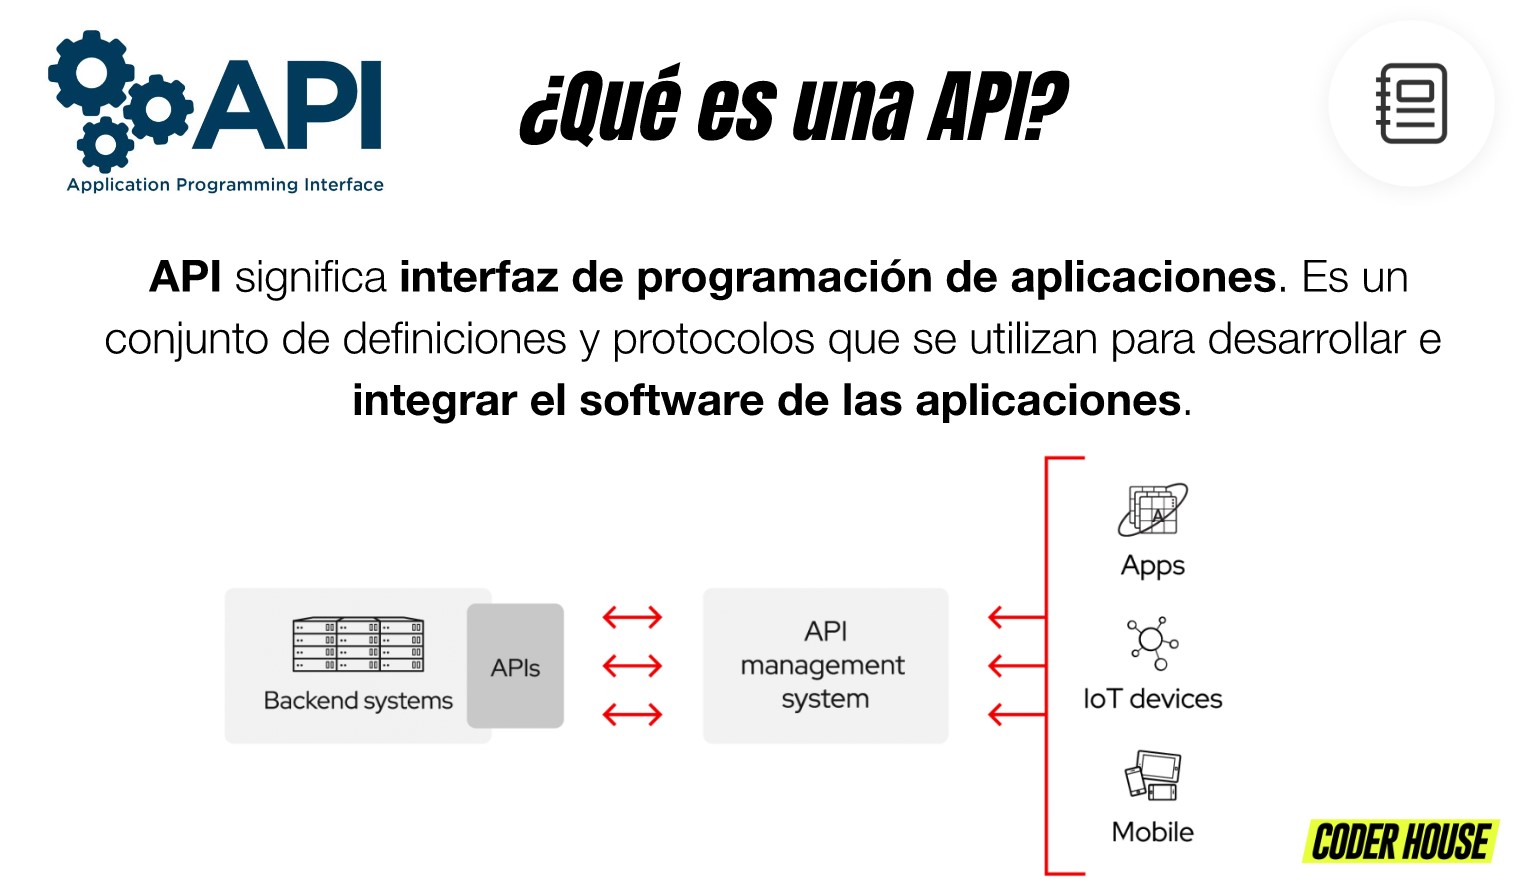 API
Application Programming Interface
¿Qué es una API?
API significa interfaz de programación de aplicaciones. Es un
conjunto de definiciones y protocolos que se utilizan para desarrollar e
integrar el software de las aplicaciones.
Backend systems
APIs
API
management
system
A
Apps
IoT devices
Mobile
CODER HOUSE